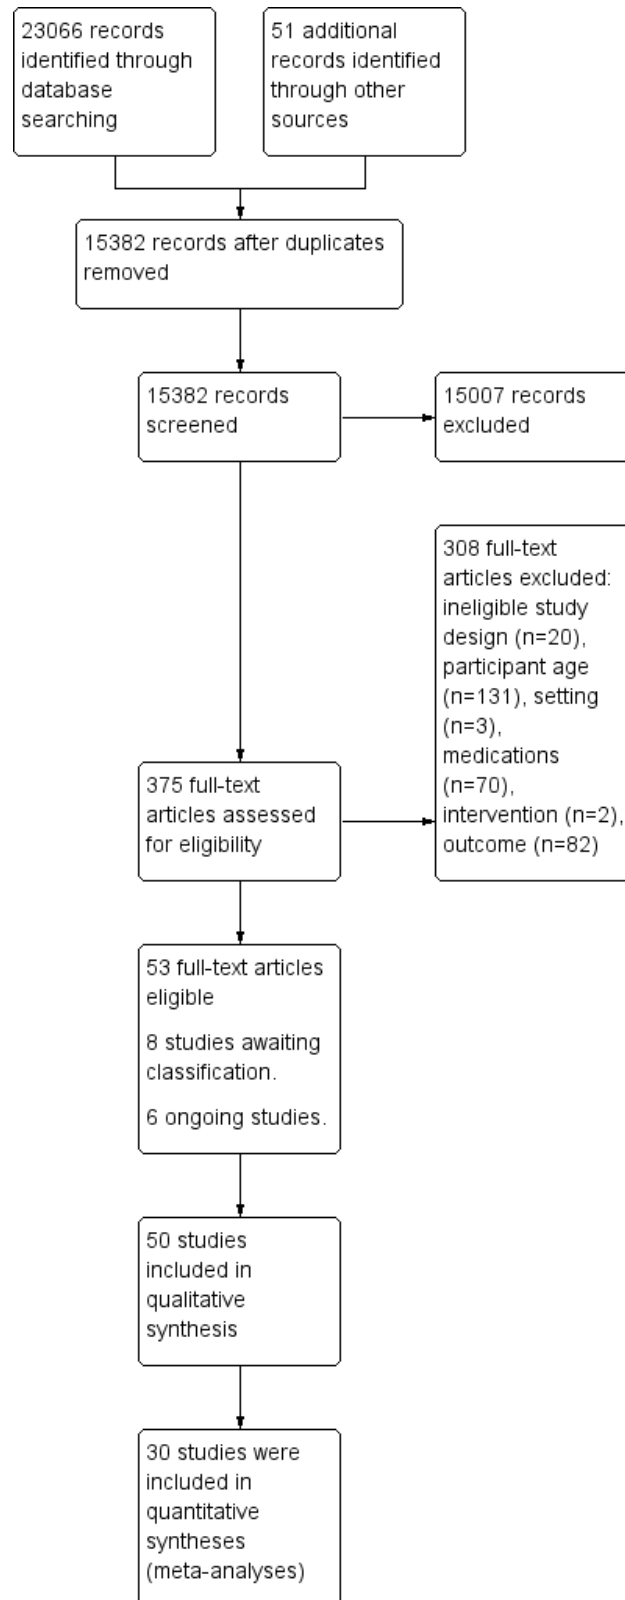 23066 records
identified through
database
searching
51 additional
records identified
through other
sources
15382 records after duplicates
removed
15382 records
screened
15007 records
excluded
308 full-text
articles excluded:
ineligible study
design (n=20),
participant age
(n=131), setting
(n=3),
medications
(n=70),
intervention (n=2),
outcome (n=82)
375 full-text
articles assessed
for eligibility
53 full-text articles
eligible
8 studies awaiting
classification.
6 ongoing studies.
50 studies
included in
qualitative
synthesis
30 studies were
included in
quantitative
syntheses
(meta-analyses)